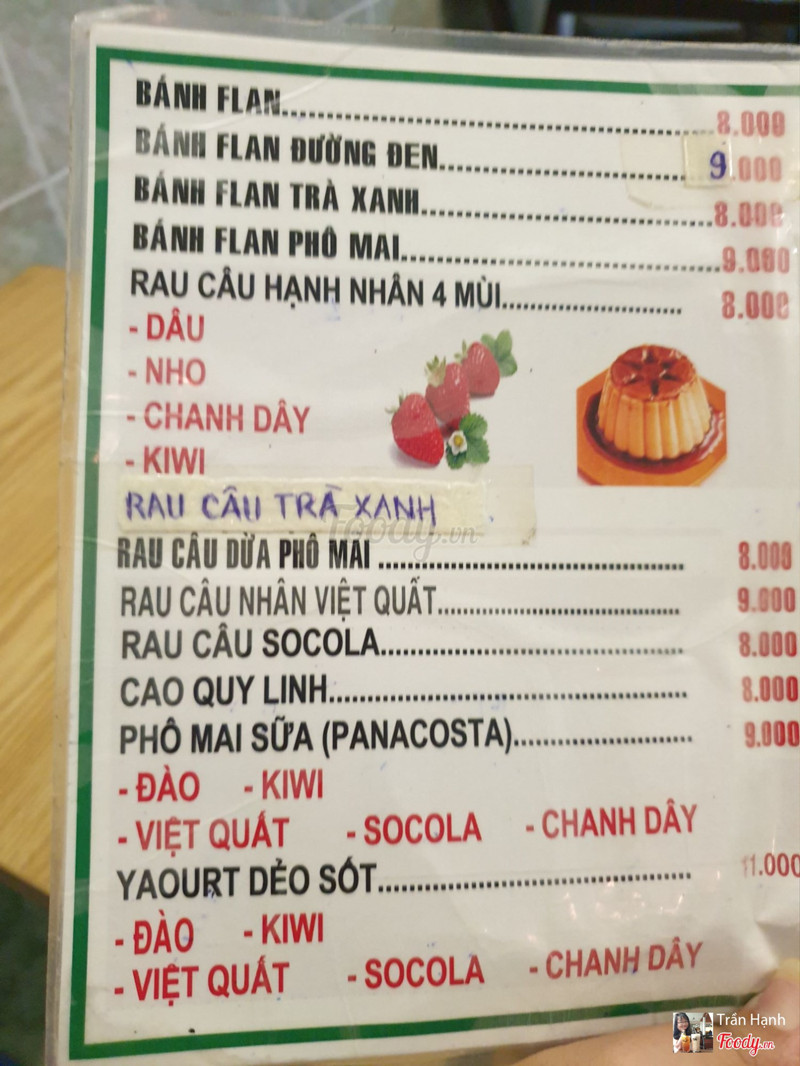 BÁNH FLAN..........8.000
BÁNH FLAN ĐƯỜNG ĐEN..........9.000
BÁNH FLAN TRÀ XANH..........8.000
BÁNH FLAN PHÔ MAI..........9.000
RAU CÂU HẠNH NHÂN 4 MÙI.......... 8.000
- DÂU
- NHO
- CHANH DÂY
- KIWI
RAU CÂU TRÀ XANH
Foody.vn
RAU CÂU DỪA PHÔ MAI .......... 8.000
RAU CÂU NHÂN VIỆT QUẤT.......... 9.000
RAU CÂU SOCOLA.......... 8.000
CAO QUY LINH.......... 8.000
PHÔ MAI SỮA (PANACOSTA).......... 9.000
- ĐÀO - KIWI
- VIỆT QUẤT - SOCOLA - CHANH DÂY
YAOURT DẺO SỐT.......... 11.000
- ĐÀO - KIWI
- VIỆT QUẤT - SOCOLA - CHANH DÂY
Trần Hạnh
Foody.vn